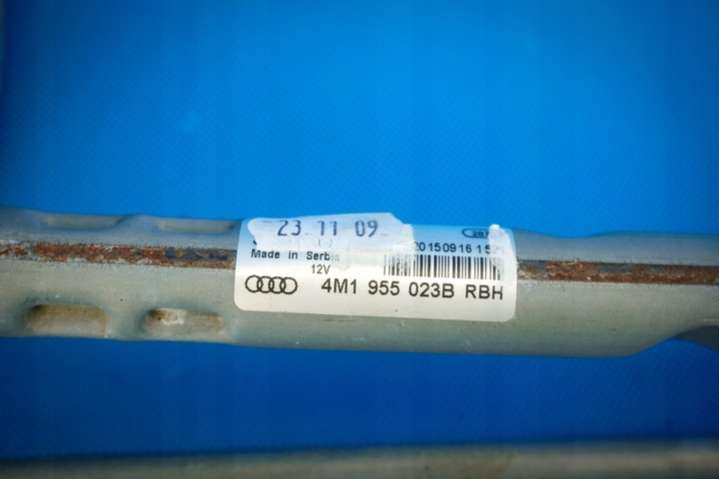 23 11 09
20150916 15
Made in Serbia
12V
4M1 955 023B RBH